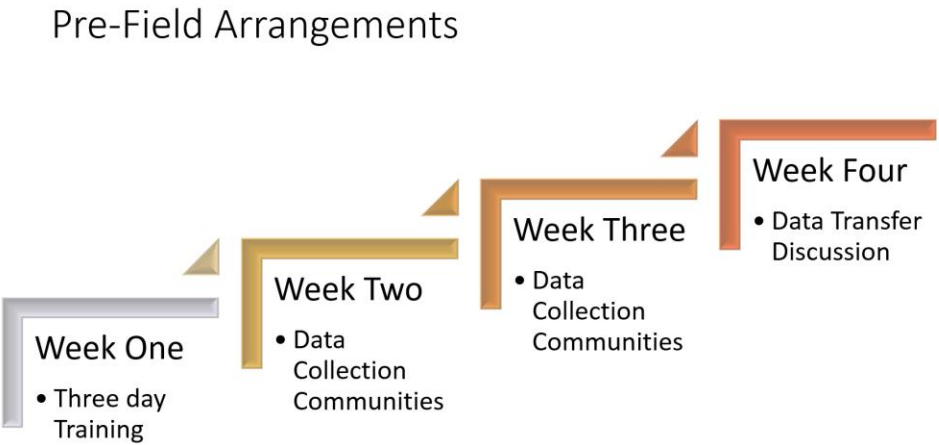 Pre-Field Arrangements
Week One
• Three day
Training
Week Two
• Data
Collection
Communities
Week Three
• Data
Collection
Communities
Week Four
• Data Transfer
Discussion